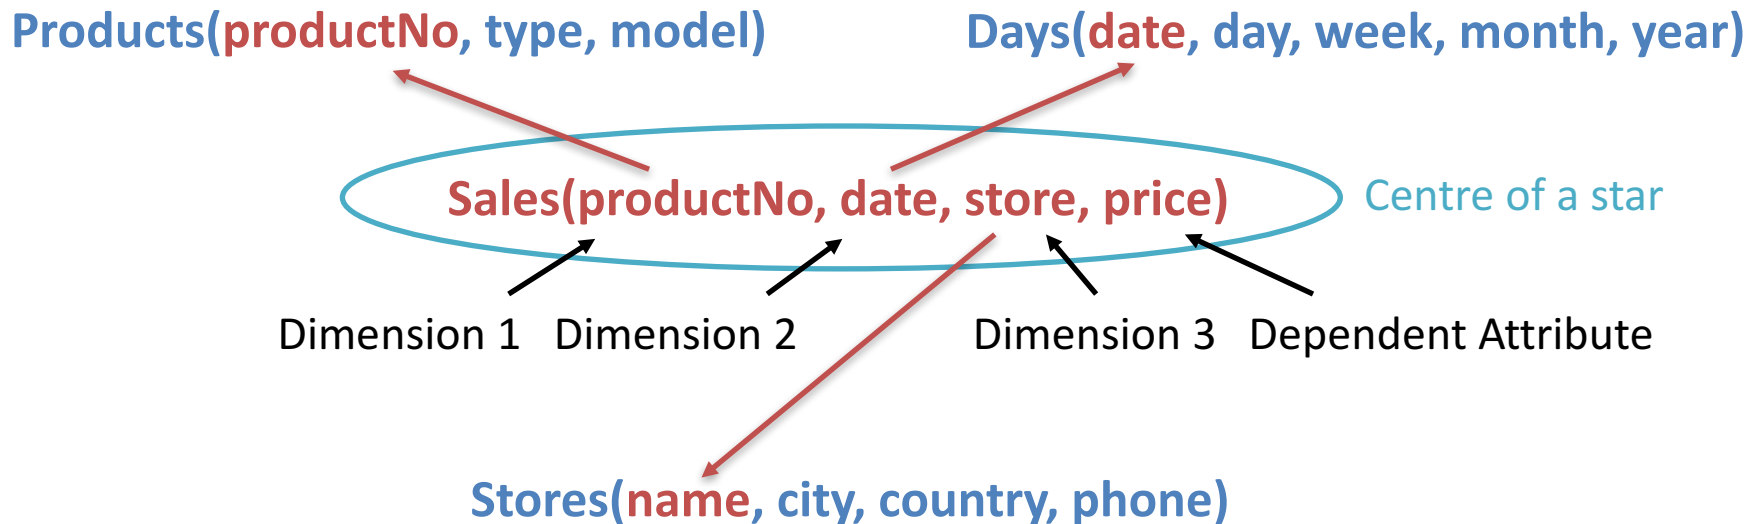 Products(productNo, type, model)
Days(date, day, week, month, year)
Sales(productNo, date, store, price)
Centre of a star
Dimension 1
Dimension 2
Dimension 3
Dependent Attribute
Stores(name, city, country, phone)